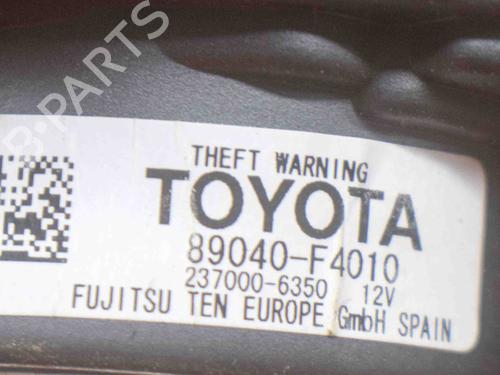 B-PARTS
THEFT WARNING
TOYOTA
89040-F4010
237000-6350 12V
FUJITSU TEN EUROPE GmbH SPAIN